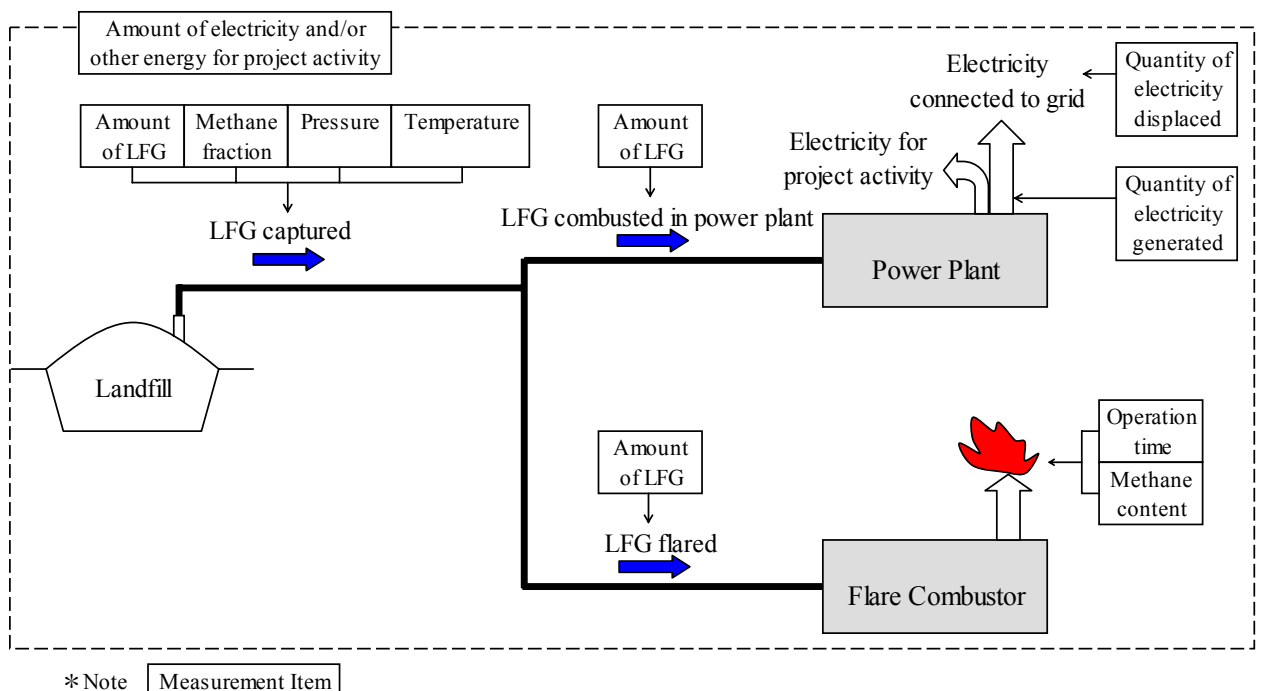 Amount of electricity and/or
other energy for project activity
Amount
of LFG
Methane
fraction
Pressure
Temperature
LFG captured
Amount
of LFG
LFG combusted in power plant
Electricity for
project activity
Electricity
connected to grid
Quantity of
electricity
displaced
Quantity of
electricity
generated
Power Plant
Landfill
Amount
of LFG
LFG flared
Operation
time
Methane
content
Flare Combustor
*Note
Measurement Item